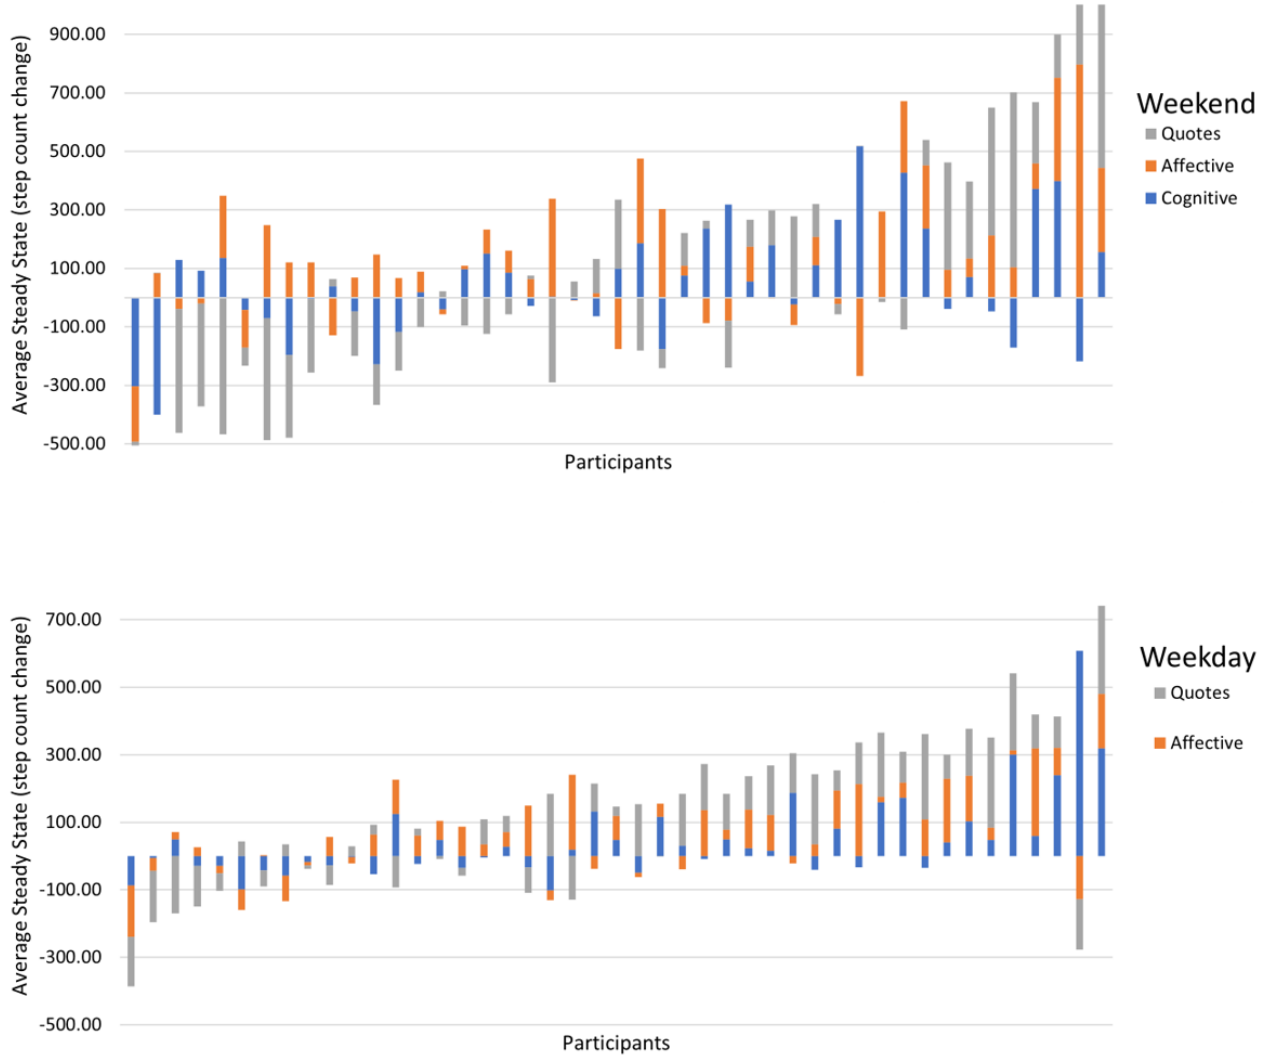 Average Steady State (step count change)
900.00
700.00
500.00
300.00
100.00
-100.00
-300.00
-500.00
Participants
Weekend
Quotes
Affective
Cognitive
Average Steady State (step count change)
700.00
500.00
300.00
100.00
-100.00
-300.00
-500.00
Participants
Weekday
Quotes
Affective